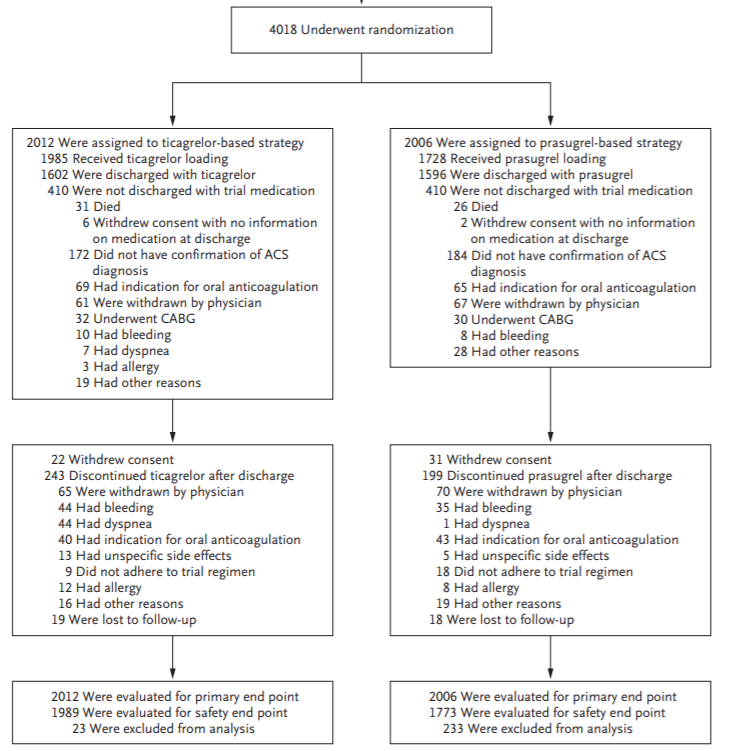 4018 Underwent randomization
2012 Were assigned to ticagrelor-based strategy
1985 Received ticagrelor loading
1602 Were discharged with ticagrelor
410 Were not discharged with trial medication
31 Died
6 Withdrew consent with no information
on medication at discharge
172 Did not have confirmation of ACS
diagnosis
69 Had indication for oral anticoagulation
61 Were withdrawn by physician
32 Underwent CABG
10 Had bleeding
7 Had dyspnea
3 Had allergy
19 Had other reasons
2006 Were assigned to prasugrel-based strategy
1728 Received prasugrel loading
1596 Were discharged with prasugrel
410 Were not discharged with trial medication
26 Died
2 Withdrew consent with no information
on medication at discharge
184 Did not have confirmation of ACS
diagnosis
65 Had indication for oral anticoagulation
67 Were withdrawn by physician
30 Underwent CABG
8 Had bleeding
28 Had other reasons
22 Withdrew consent
243 Discontinued ticagrelor after discharge
65 Were withdrawn by physician
44 Had bleeding
44 Had dyspnea
40 Had indication for oral anticoagulation
13 Had unspecific side effects
9 Did not adhere to trial regimen
12 Had allergy
16 Had other reasons
19 Were lost to follow-up
31 Withdrew consent
199 Discontinued prasugrel after discharge
70 Were withdrawn by physician
35 Had bleeding
1 Had dyspnea
43 Had indication for oral anticoagulation
5 Had unspecific side effects
18 Did not adhere to trial regimen
8 Had allergy
19 Had other reasons
18 Were lost to follow-up
2012 Were evaluated for primary end point
1989 Were evaluated for safety end point
23 Were excluded from analysis
2006 Were evaluated for primary end point
1773 Were evaluated for safety end point
233 Were excluded from analysis